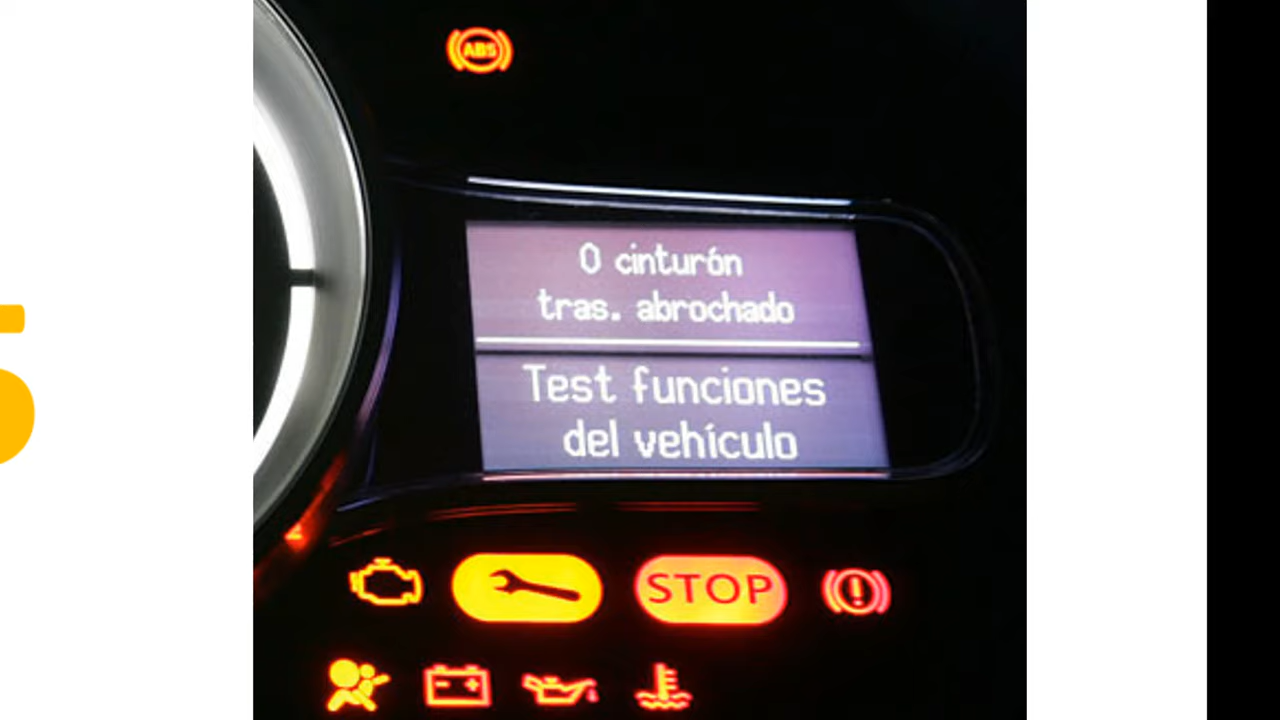 ABS
0 cinturón
tras. abrochado
Test funciones
del vehículo
STOP